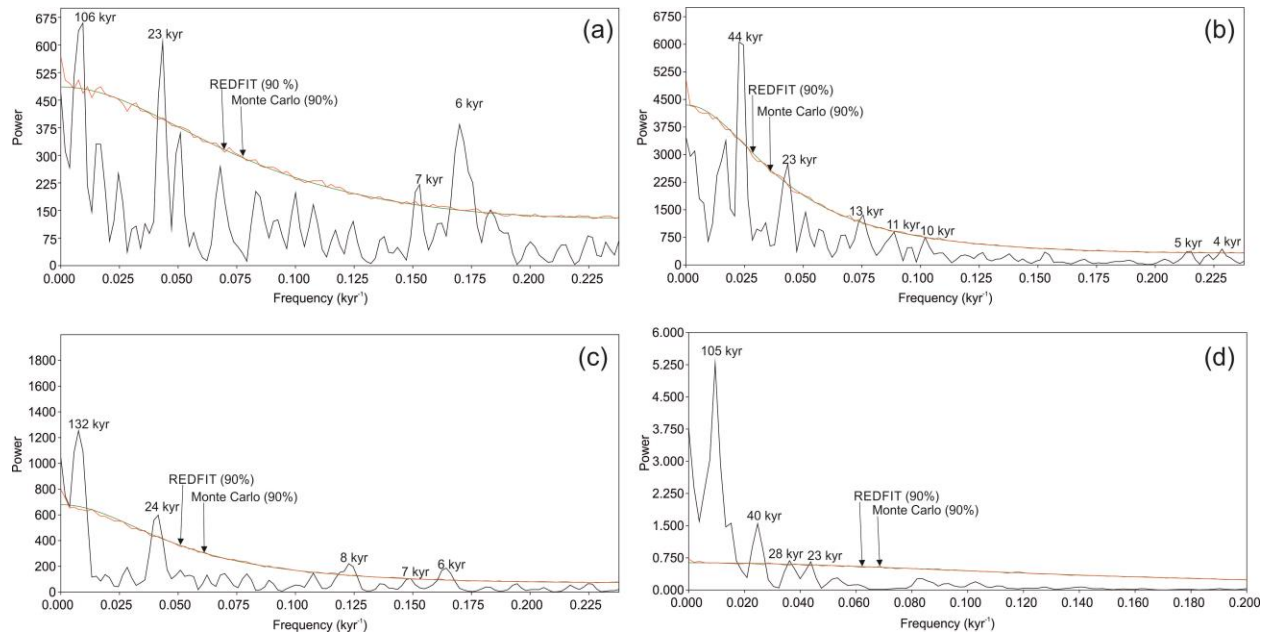 (a)
675
600
525
450
375
300
225
150
75
0
Power
106 kyr
23 kyr
REDFIT (90 %)
Monte Carlo (90%)
7 kyr
6 kyr
0.000 0.025 0.050 0.075 0.100 0.125 0.150 0.175 0.200 0.225
Frequency (kyr⁻¹)
(b)
6750
6000
5250
4500
3750
3000
2250
1500
750
0
Power
44 kyr
REDFIT (90%)
Monte Carlo (90%)
23 kyr
13 kyr
11 kyr
10 kyr
5 kyr
4 kyr
0.000 0.025 0.050 0.075 0.100 0.125 0.150 0.175 0.200 0.225
Frequency (kyr⁻¹)
(c)
1800
1600
1400
1200
1000
800
600
400
200
0
Power
132 kyr
24 kyr
REDFIT (90%)
Monte Carlo (90%)
8 kyr
7 kyr
6 kyr
0.000 0.025 0.050 0.075 0.100 0.125 0.150 0.175 0.200 0.225
Frequency (kyr⁻¹)
(d)
6.000
5.250
4.500
3.750
3.000
2.250
1.500
0.750
0.000
Power
105 kyr
40 kyr
28 kyr
23 kyr
REDFIT (90%)
Monte Carlo (90%)
0.000 0.020 0.040 0.060 0.080 0.100 0.120 0.140 0.160 0.180 0.200
Frequency (kyr⁻¹)